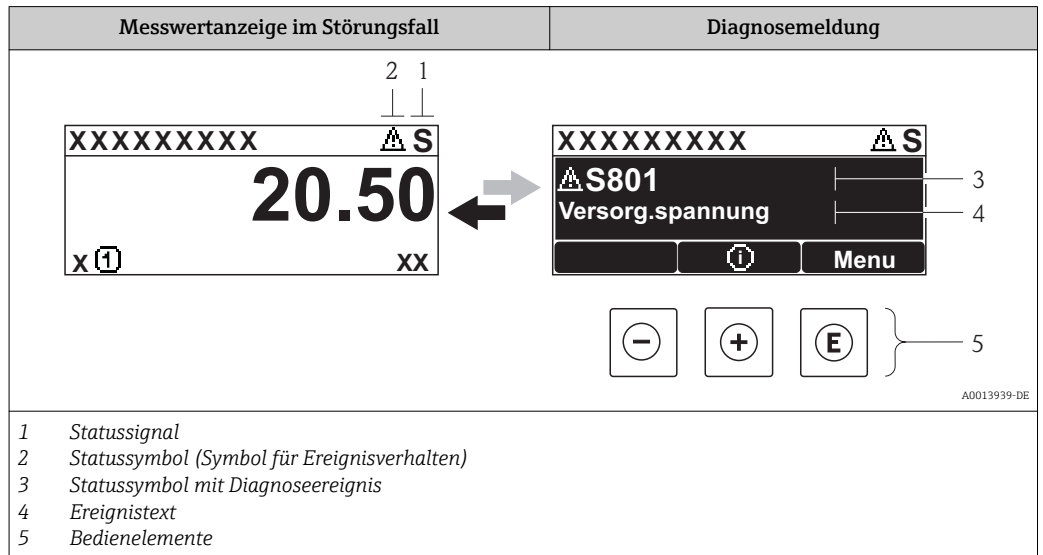 Messwertanzeige im Störungsfall
Diagnosemeldung
2 1
XXXXXXXXX ⚠ S
20.50
X 1 XX
XXXXXXXXX ⚠ S
⚠S801
3
Versorg.spannung
4
i Menu
- + E
5
A0013939-DE
1 Statussignal
2 Statussymbol (Symbol für Ereignisverhalten)
3 Statussymbol mit Diagnoseereignis
4 Ereignistext
5 Bedienelemente